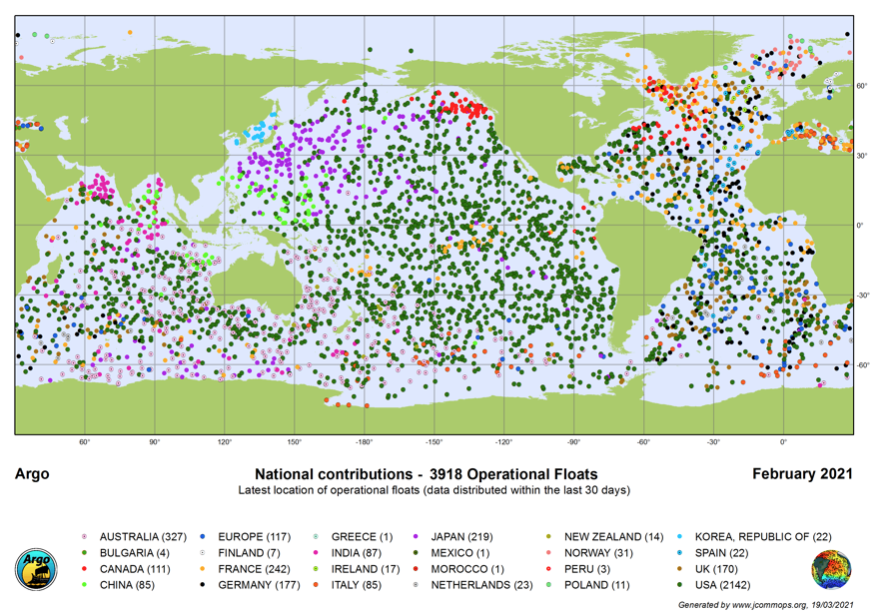 60°
30°
0°
-30°
-60°
60° 90° 120° 150° -180° -150° -120° -90° -60° -30° 0°
Argo National contributions - 3918 Operational Floats February 2021
Latest location of operational floats (data distributed within the last 30 days)
AUSTRALIA (327) EUROPE (117) GREECE (1) JAPAN (219) NEW ZEALAND (14) KOREA, REPUBLIC OF (22)
BULGARIA (4) FINLAND (7) INDIA (87) MEXICO (1) NORWAY (31) SPAIN (22)
CANADA (111) FRANCE (242) IRELAND (17) MOROCCO (1) PERU (3) UK (170)
CHINA (85) GERMANY (177) ITALY (85) NETHERLANDS (23) POLAND (11) USA (2142)
Argo
Generated by www.jcommops.org, 19/03/2021